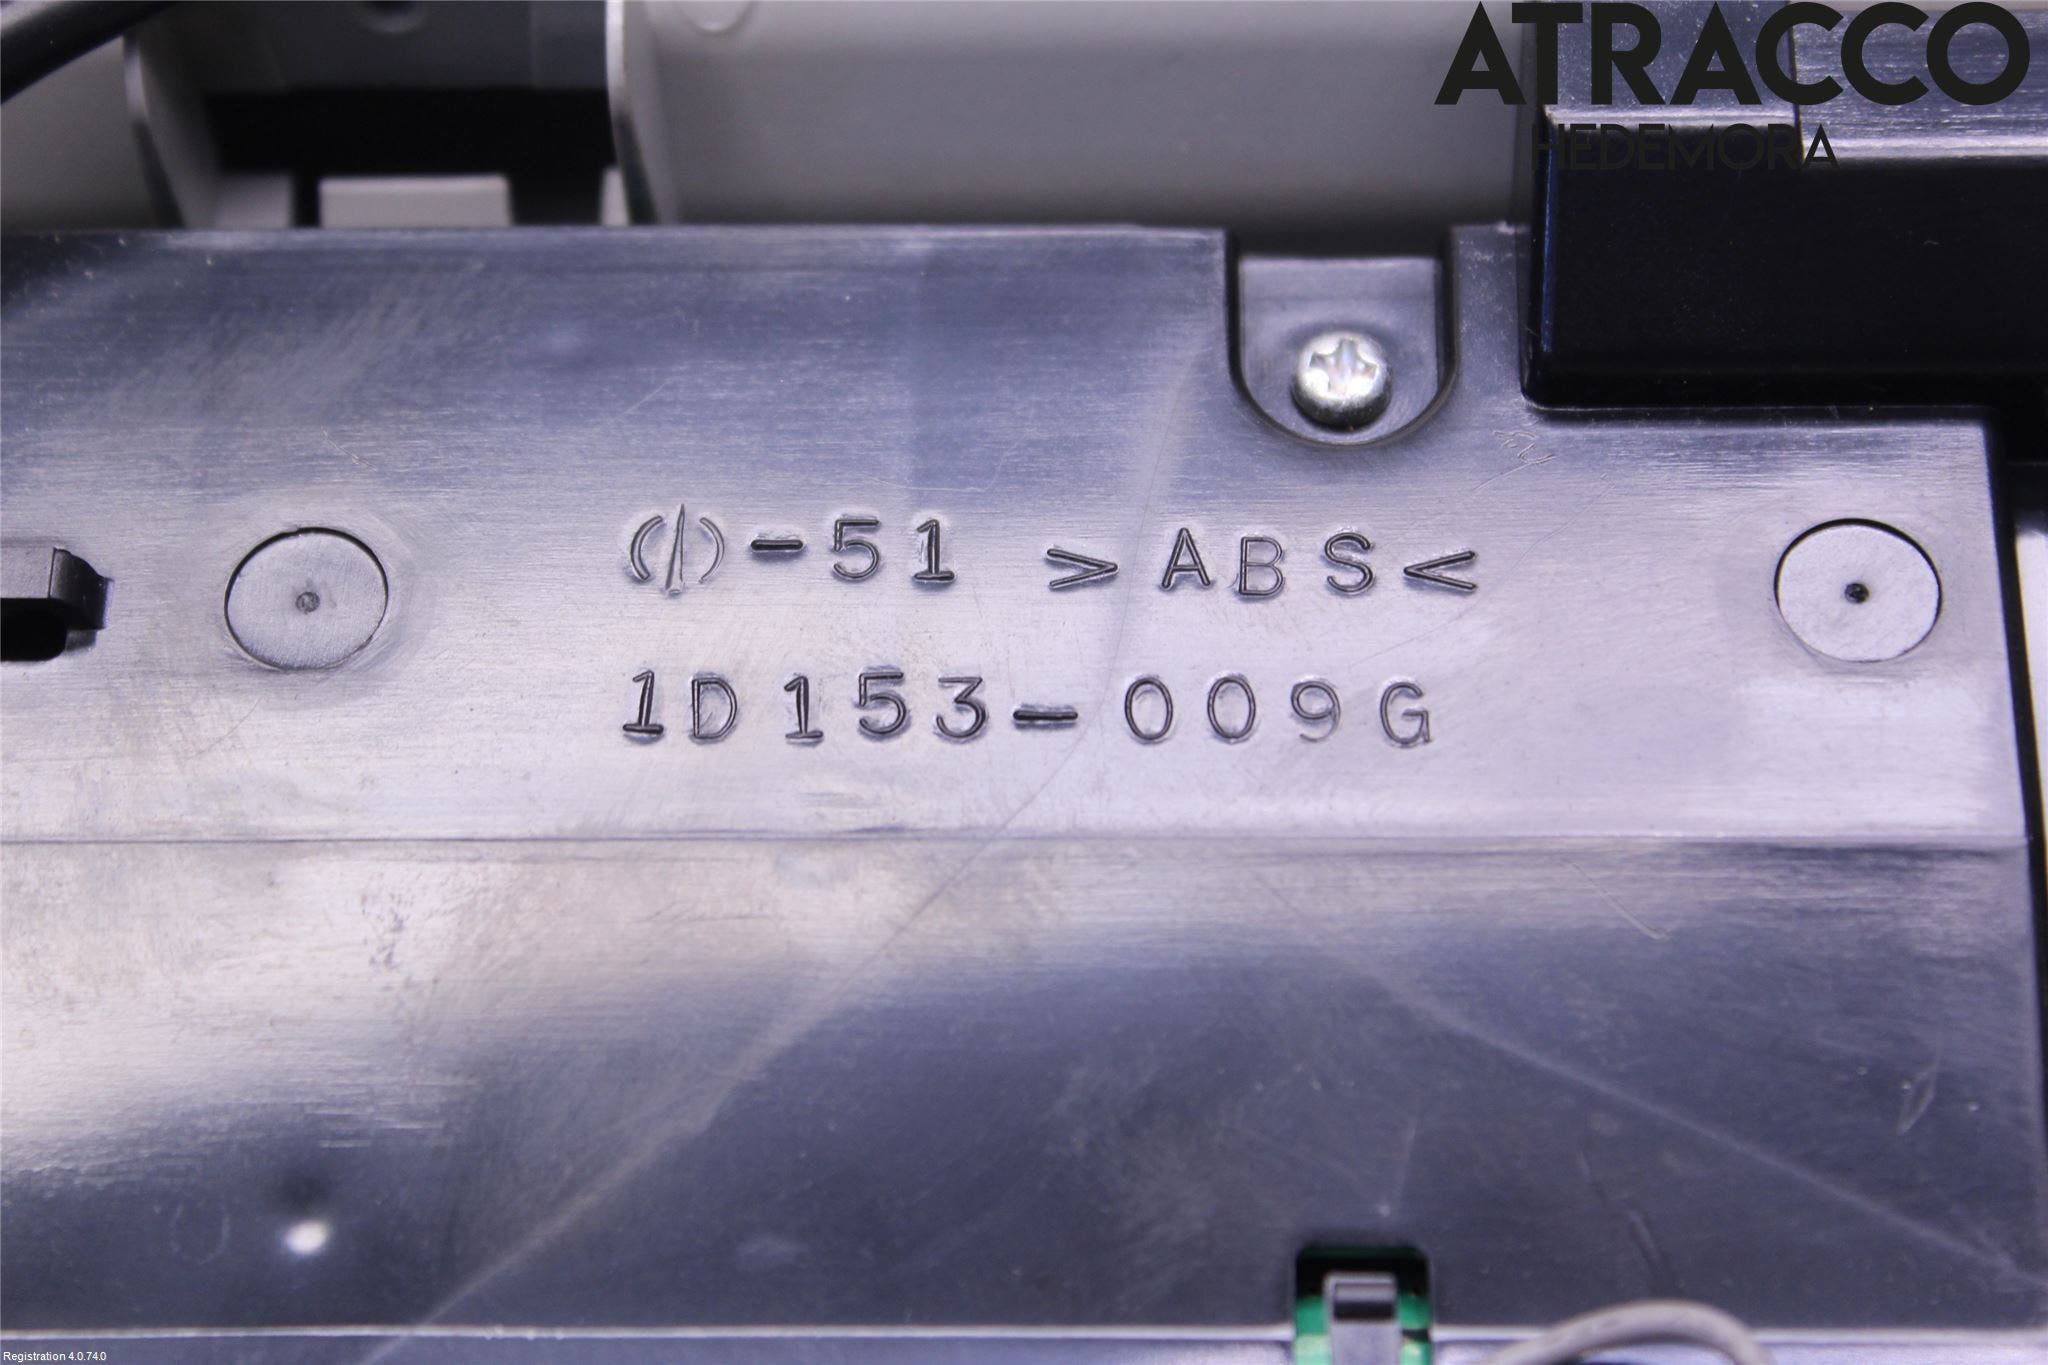 ATRACCO
HEDEMORA
(|)-51 >ABS<
1D153-009G
Registration 4.0.74.0